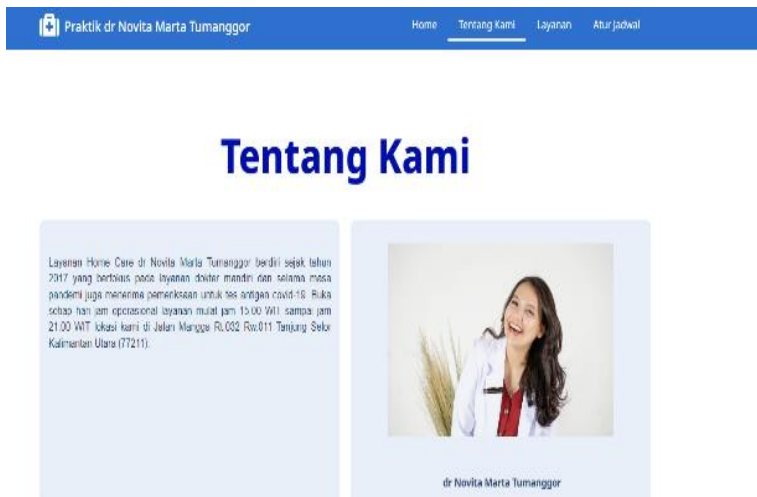 Praktik dr Novita Marta Tumanggor
Home Tentang Kami Layanan Atur Jadwal
Tentang Kami
Layanan Home Care dr Novita Marta Tumanggor berdiri sejak tahun
2017 yang berfokus pada layanan dokter mandiri dan selama masa
pandemi juga menerima pemeriksaan untuk tes antigen covid-19. Buka
setiap hari jam operasional layanan mulai jam 15.00 WIT sampai jam
21.00 WIT lokasi kami di Jalan Mangga Rt.032 Rw.011 Tanjung Selor
Kalimantan Utara (77211).
dr Novita Marta Tumanggor